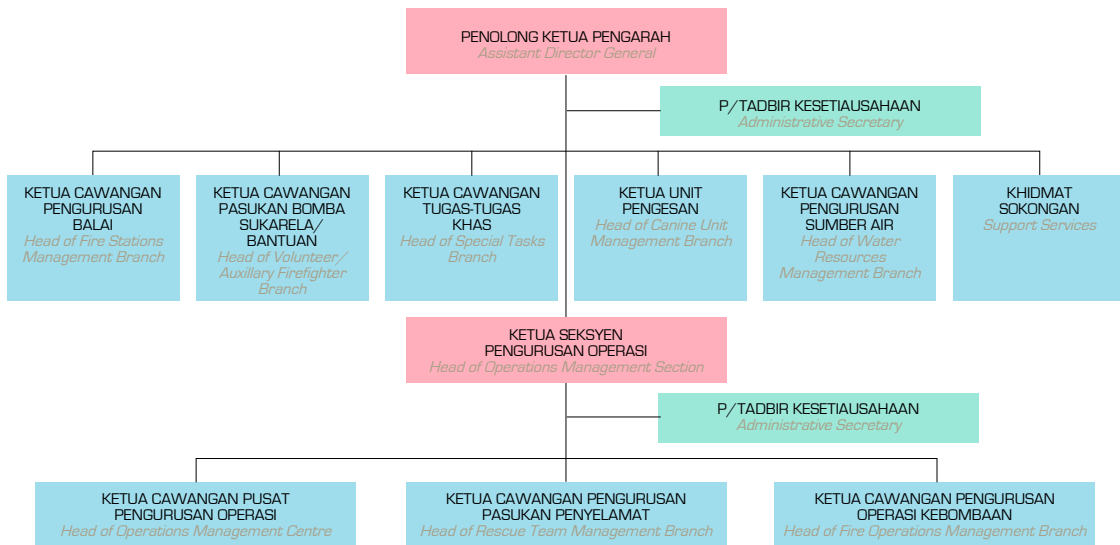 PENOLONG KETUA PENGARAH
Assistant Director General
P/TADBIR KESETIAUSAHAAN
Administrative Secretary
KETUA CAWANGAN
PENGURUSAN
BALAI
Head of Fire Stations
Management Branch
KETUA CAWANGAN
PASUKAN BOMBA
SUKARELA/
BANTUAN
Head of Volunteer/
Auxillary Firefighter
Branch
KETUA CAWANGAN
TUGAS-TUGAS
KHAS
Head of Special Tasks
Branch
KETUA UNIT
PENGESAN
Head of Canine Unit
Management Branch
KETUA CAWANGAN
PENGURUSAN
SUMBER AIR
Head of Water
Resources
Management Branch
KHIDMAT
SOKONGAN
Support Services
KETUA SEKSYEN
PENGURUSAN OPERASI
Head of Operations Management Section
P/TADBIR KESETIAUSAHAAN
Administrative Secretary
KETUA CAWANGAN PUSAT
PENGURUSAN OPERASI
Head of Operations Management Centre
KETUA CAWANGAN PENGURUSAN
PASUKAN PENYELAMAT
Head of Rescue Team Management Branch
KETUA CAWANGAN PENGURUSAN
OPERASI KEBOMBAAN
Head of Fire Operations Management Branch